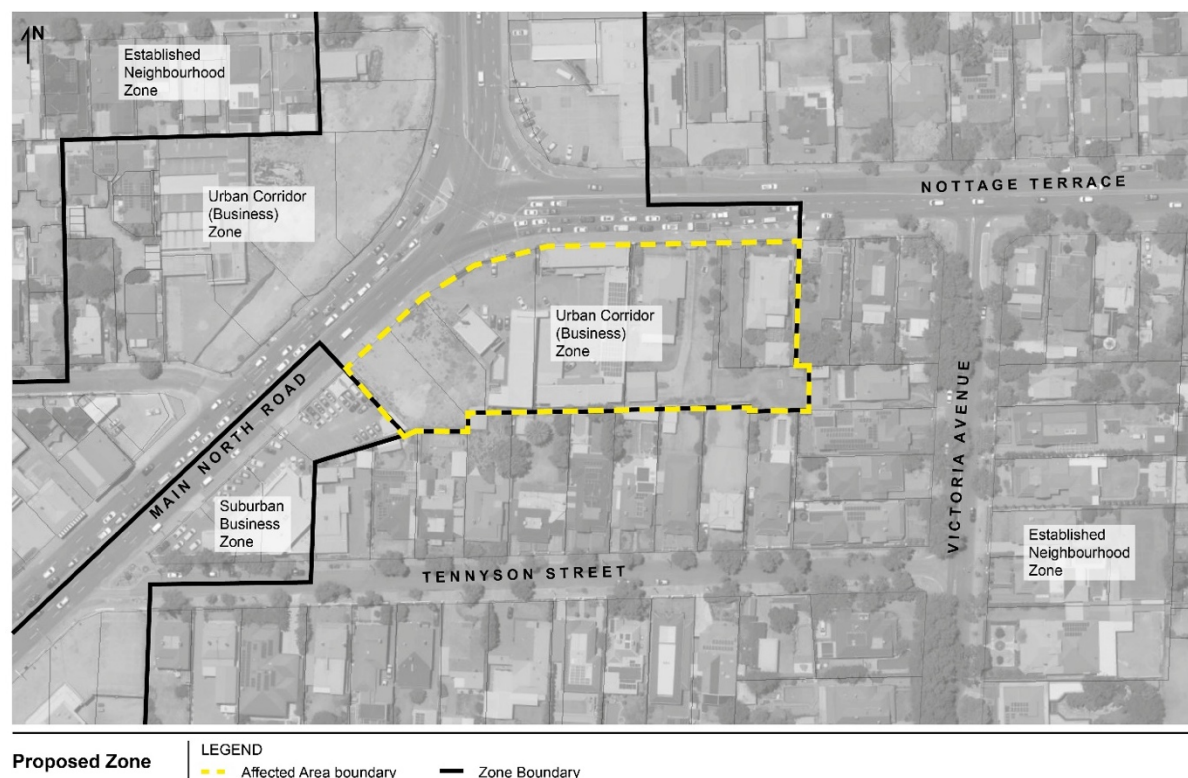 N
Established
Neighbourhood
Zone
Urban Corridor
(Business)
Zone
NOTTAGE TERRACE
Urban Corridor
(Business)
Zone
MAIN NORTH ROAD
VICTORIA AVENUE
Suburban
Business
Zone
Established
Neighbourhood
Zone
TENNYSON STREET
Proposed Zone
LEGEND
Affected Area boundary
Zone Boundary